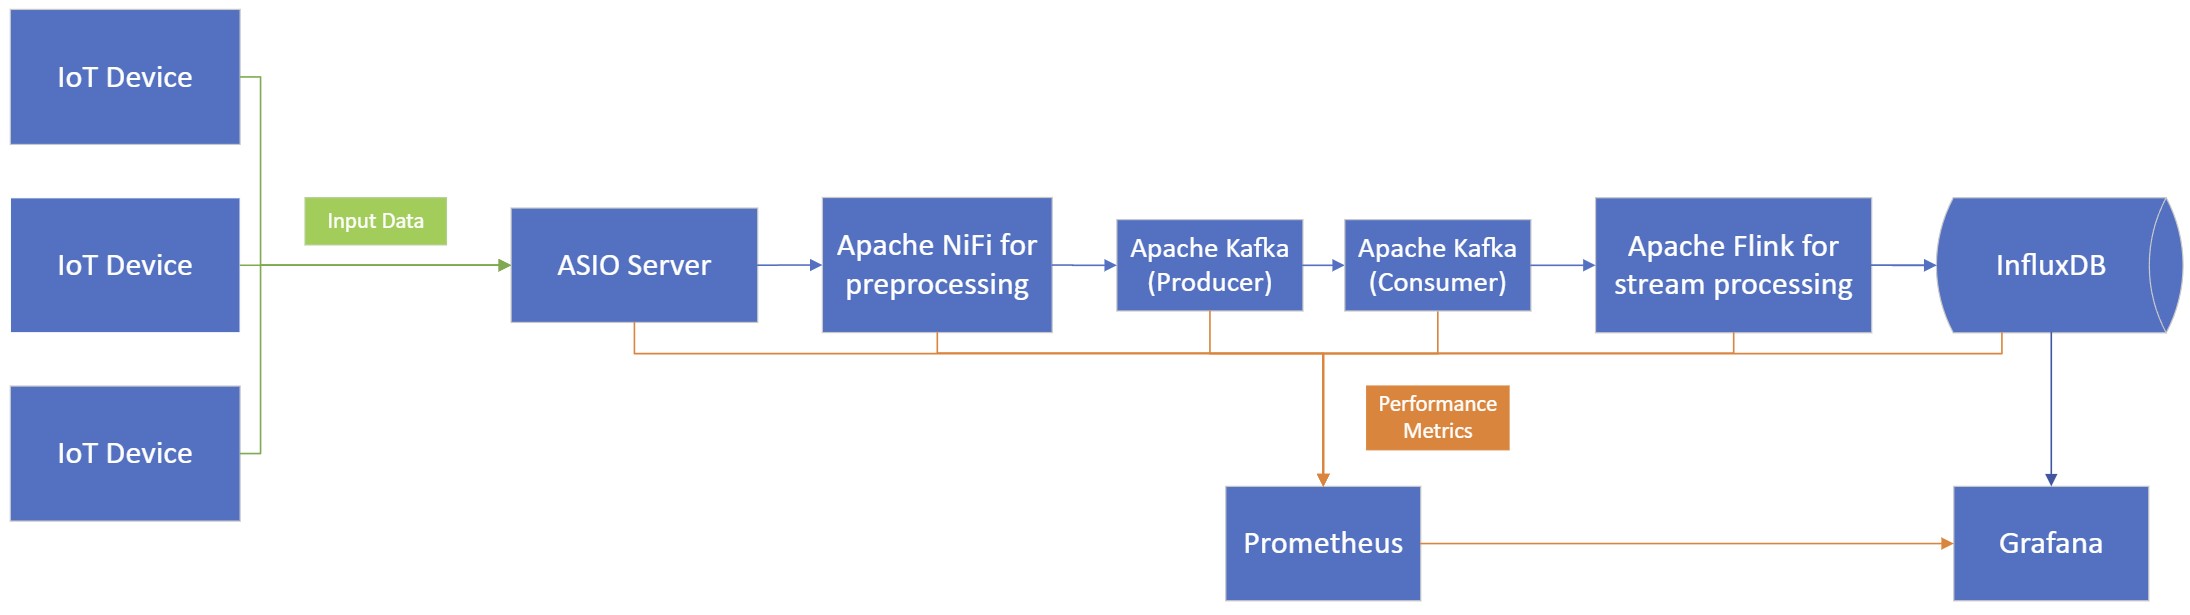 IoT Device
IoT Device
IoT Device
Input Data
ASIO Server
Apache NiFi for
preprocessing
Apache Kafka
(Producer)
Apache Kafka
(Consumer)
Apache Flink for
stream processing
InfluxDB
Performance
Metrics
Prometheus
Grafana